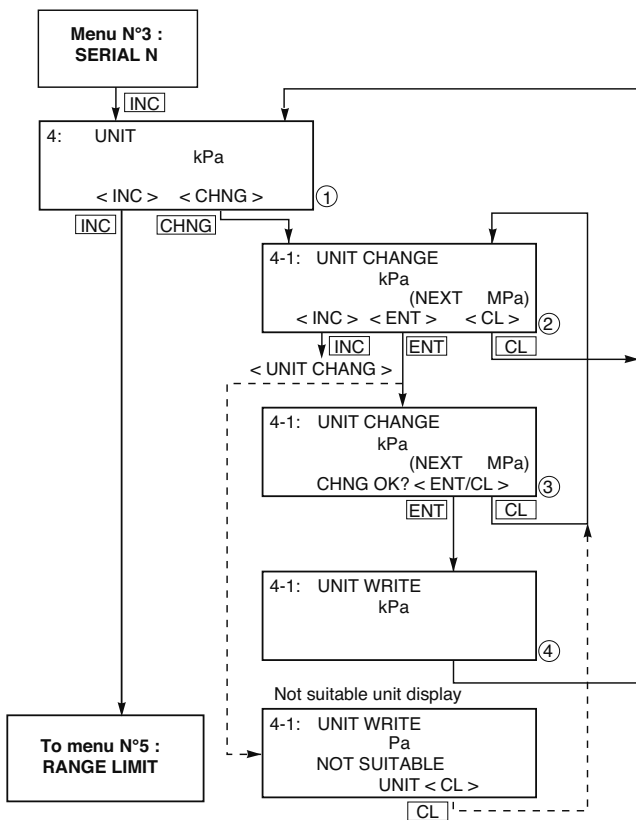 Menu N°3 :
SERIAL N
INC
4: UNIT
kPa
< INC > < CHNG >
1
INC CHNG
4-1: UNIT CHANGE
kPa
(NEXT MPa)
< INC > < ENT > < CL >
2
INC ENT CL
< UNIT CHANG >
4-1: UNIT CHANGE
kPa
(NEXT MPa)
CHNG OK? < ENT/CL >
3
ENT CL
4-1: UNIT WRITE
kPa
4
Not suitable unit display
4-1: UNIT WRITE
Pa
NOT SUITABLE
UNIT < CL >
CL
To menu N°5 :
RANGE LIMIT